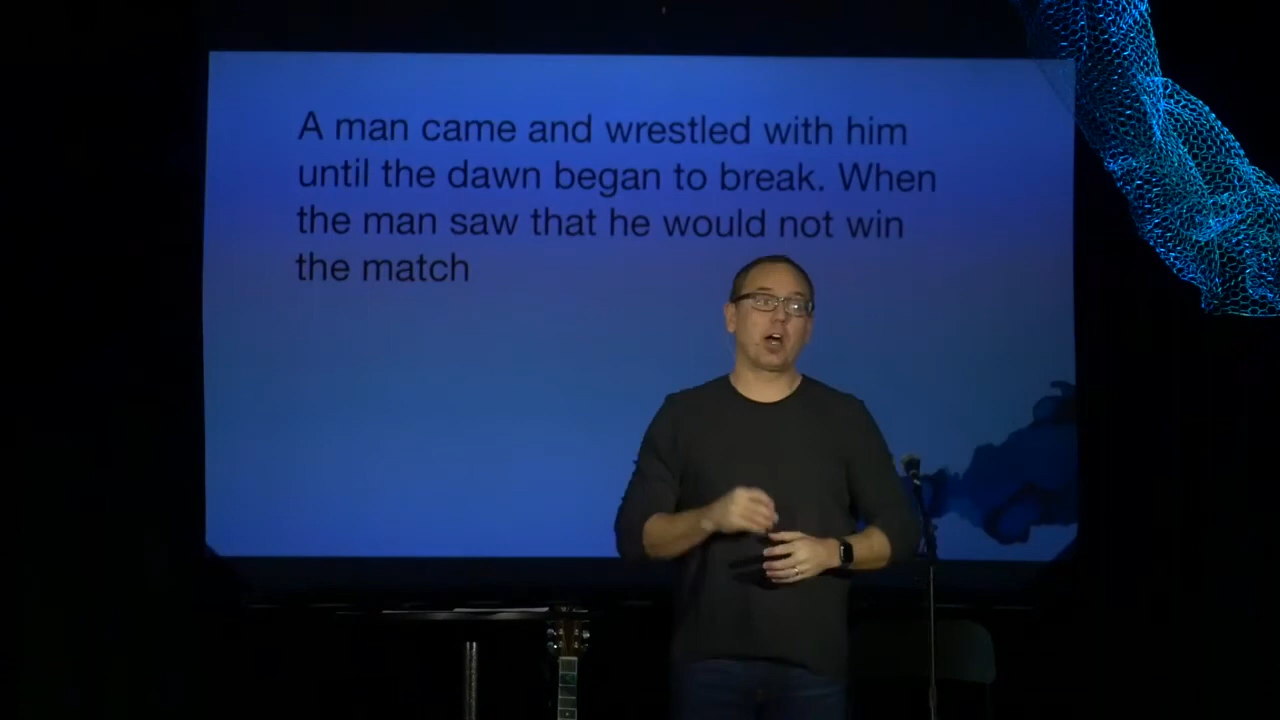 A man came and wrestled with him
until the dawn began to break. When
the man saw that he would not win
the match